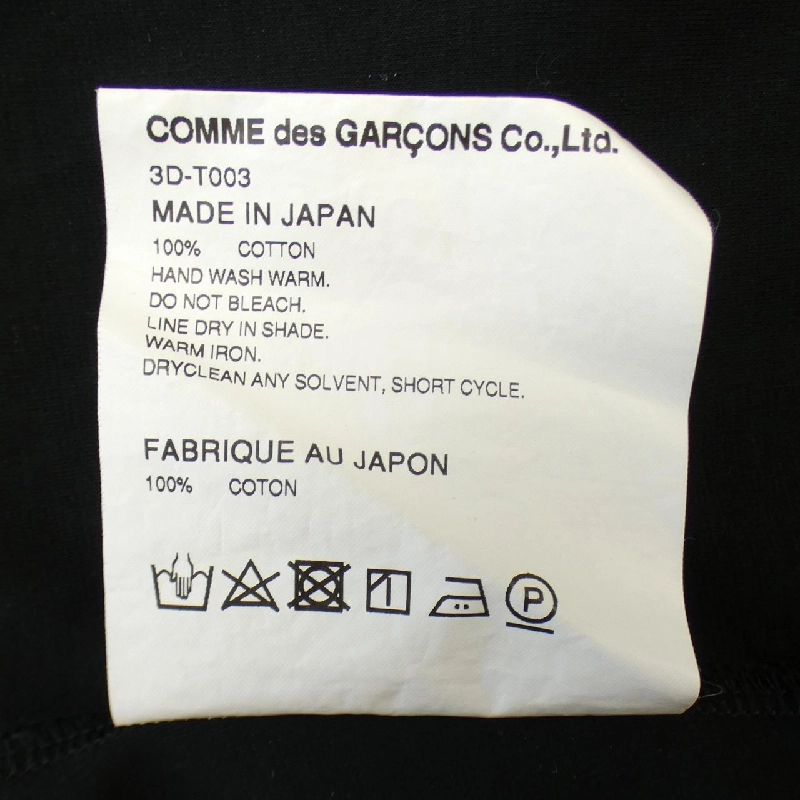 COMME des GARÇONS Co.,Ltd.
3D-T003
MADE IN JAPAN
100% COTTON
HAND WASH WARM.
DO NOT BLEACH.
LINE DRY IN SHADE.
WARM IRON.
DRYCLEAN ANY SOLVENT, SHORT CYCLE.
FABRIQUE AU JAPON
100% COTON
P